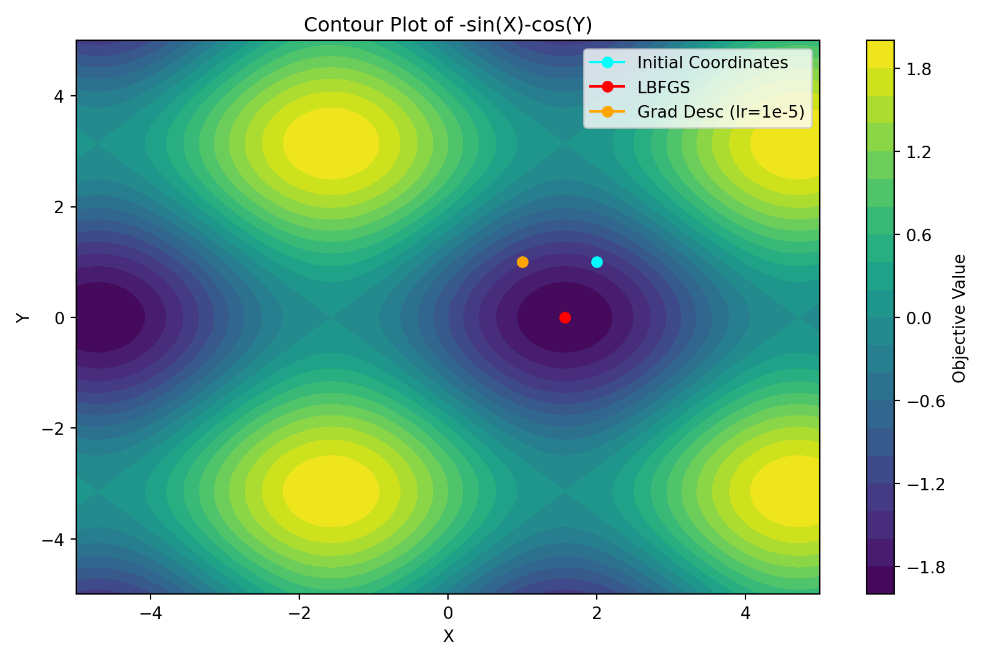 Contour Plot of -sin(X)-cos(Y)
Initial Coordinates
LBFGS
Grad Desc (lr=1e-5)
4
2
0
−2
−4
Y
−4
−2
0
2
4
X
1.8
1.2
0.6
0.0
−0.6
−1.2
−1.8
Objective Value